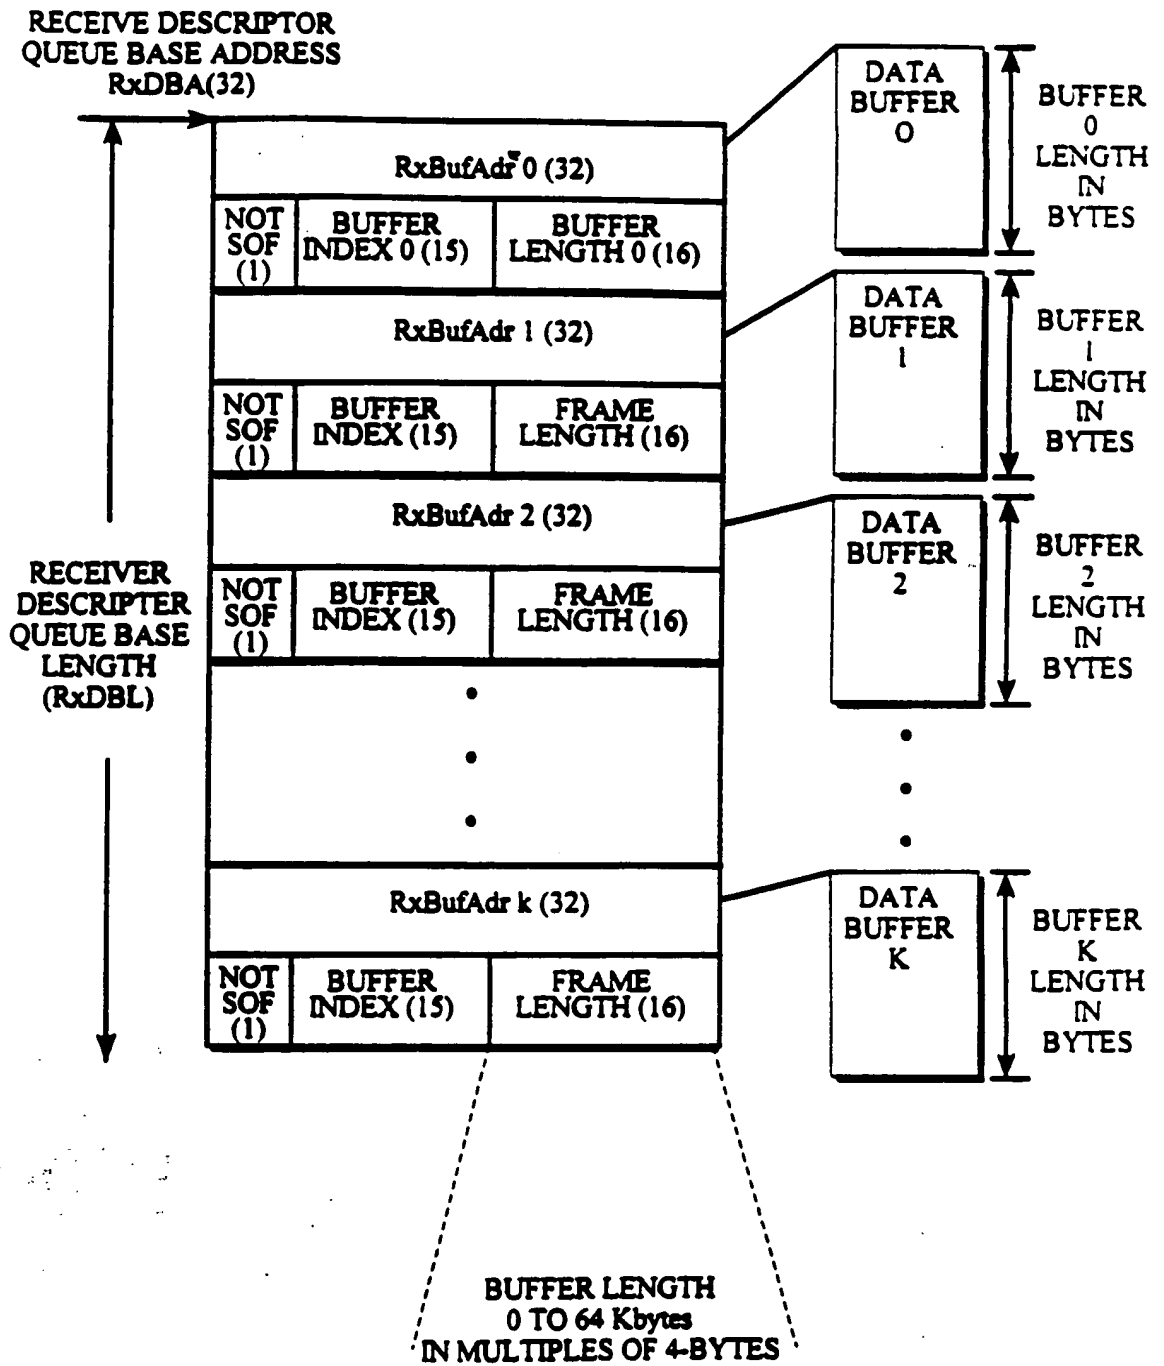 RECEIVE DESCRIPTOR
QUEUE BASE ADDRESS
RxDBA(32)
RxBufAdr 0 (32)
NOT
SOF
(1)
BUFFER
INDEX 0 (15)
BUFFER
LENGTH 0 (16)
RxBufAdr 1 (32)
NOT
SOF
(1)
BUFFER
INDEX (15)
FRAME
LENGTH (16)
RxBufAdr 2 (32)
NOT
SOF
(1)
BUFFER
INDEX (15)
FRAME
LENGTH (16)
RxBufAdr k (32)
NOT
SOF
(1)
BUFFER
INDEX (15)
FRAME
LENGTH (16)
RECEIVER
DESCRIPTER
QUEUE BASE
LENGTH
(RxDBL)
DATA
BUFFER
0
BUFFER
0
LENGTH
IN
BYTES
DATA
BUFFER
1
BUFFER
1
LENGTH
IN
BYTES
DATA
BUFFER
2
BUFFER
2
LENGTH
IN
BYTES
DATA
BUFFER
K
BUFFER
K
LENGTH
IN
BYTES
BUFFER LENGTH
0 TO 64 Kbytes
IN MULTIPLES OF 4-BYTES